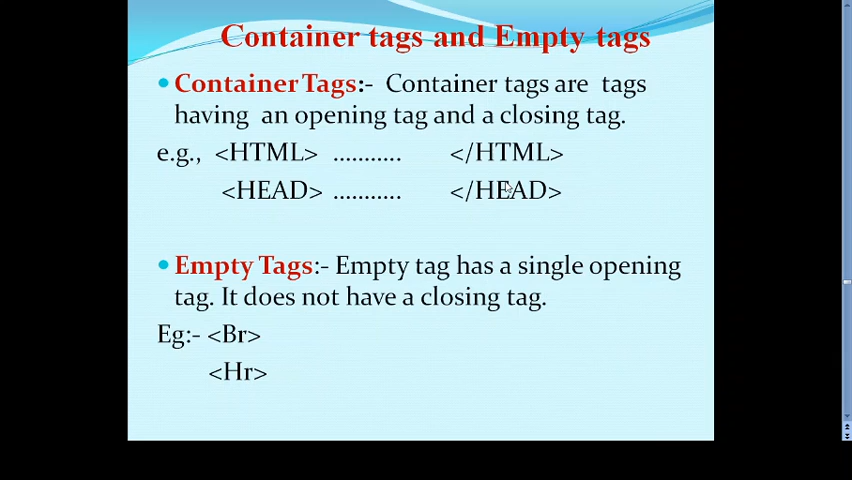 Container tags and Empty tags
Container Tags:- Container tags are tags
having an opening tag and a closing tag.
e.g., <HTML> ........... </HTML>
<HEAD> ........... </HEAD>
Empty Tags:- Empty tag has a single opening
tag. It does not have a closing tag.
Eg:- <Br>
<Hr>